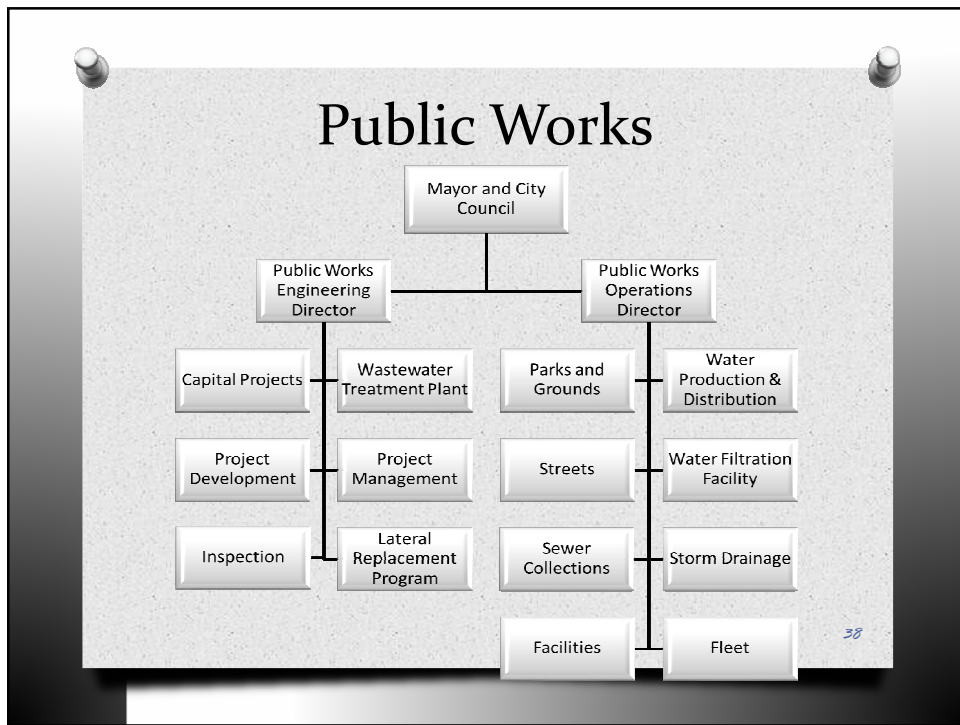 Public Works
Mayor and City
Council
Public Works
Engineering
Director
Public Works
Operations
Director
Capital Projects
Wastewater
Treatment Plant
Parks and
Grounds
Water
Production &
Distribution
Project
Development
Project
Management
Streets
Water Filtration
Facility
Inspection
Lateral
Replacement
Program
Sewer
Collections
Storm Drainage
Facilities
Fleet
38